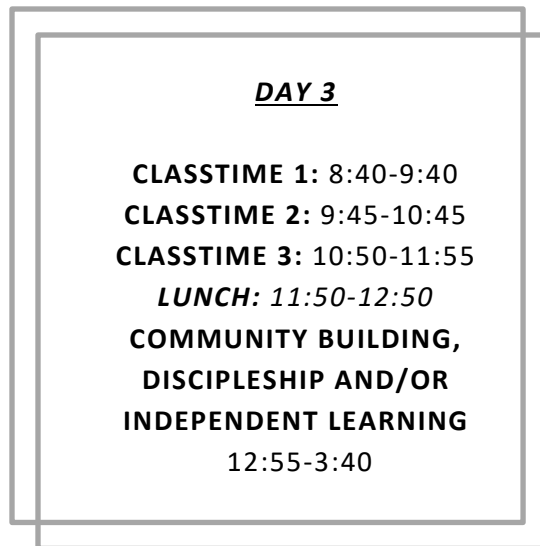 DAY 3
CLASSTIME 1: 8:40-9:40
CLASSTIME 2: 9:45-10:45
CLASSTIME 3: 10:50-11:55
LUNCH: 11:50-12:50
COMMUNITY BUILDING,
DISCIPLESHIP AND/OR
INDEPENDENT LEARNING
12:55-3:40